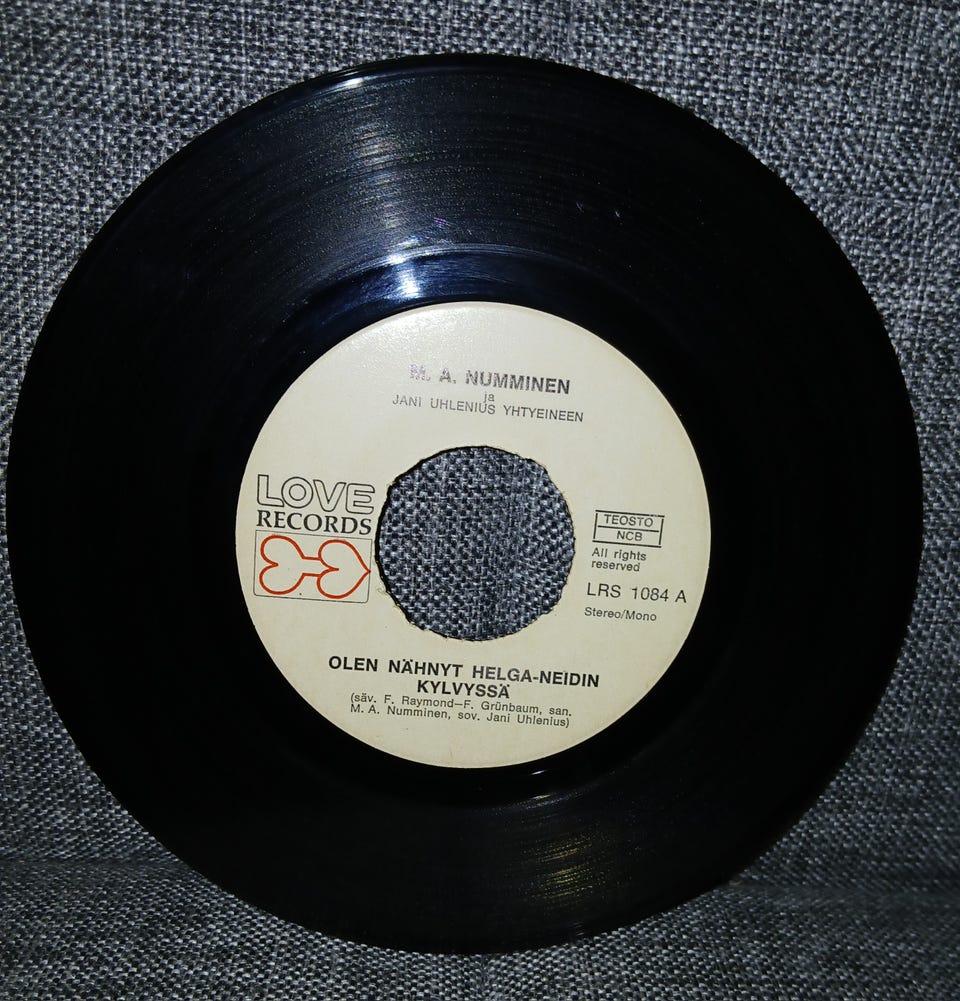 M. A. NUMMINEN
ja
JANI UHLENIUS YHTYEINEEN
LOVE
RECORDS
TEOSTO
NCB
All rights
reserved
LRS 1084 A
Stereo/Mono
OLEN NÄHNYT HELGA-NEIDIN
KYLVYSSÄ
(säv. F. Raymond—F. Grünbaum, san.
M. A. Numminen, sov. Jani Uhlenius)